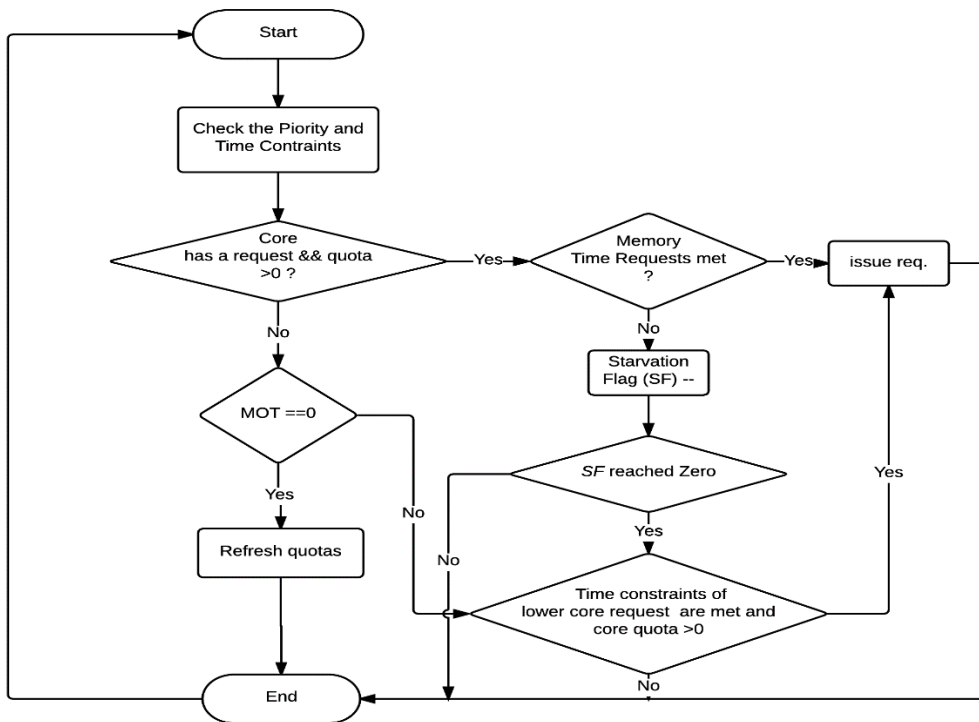 Start
Check the Piority and
Time Contraints
Core
has a request && quota
>0 ?
Yes
Memory
Time Requests met
?
Yes
issue req.
No
No
Starvation
Flag (SF) --
MOT ==0
SF reached Zero
Yes
Yes
No
Yes
Refresh quotas
No
Time constraints of
lower core request are met and
core quota >0
No
End